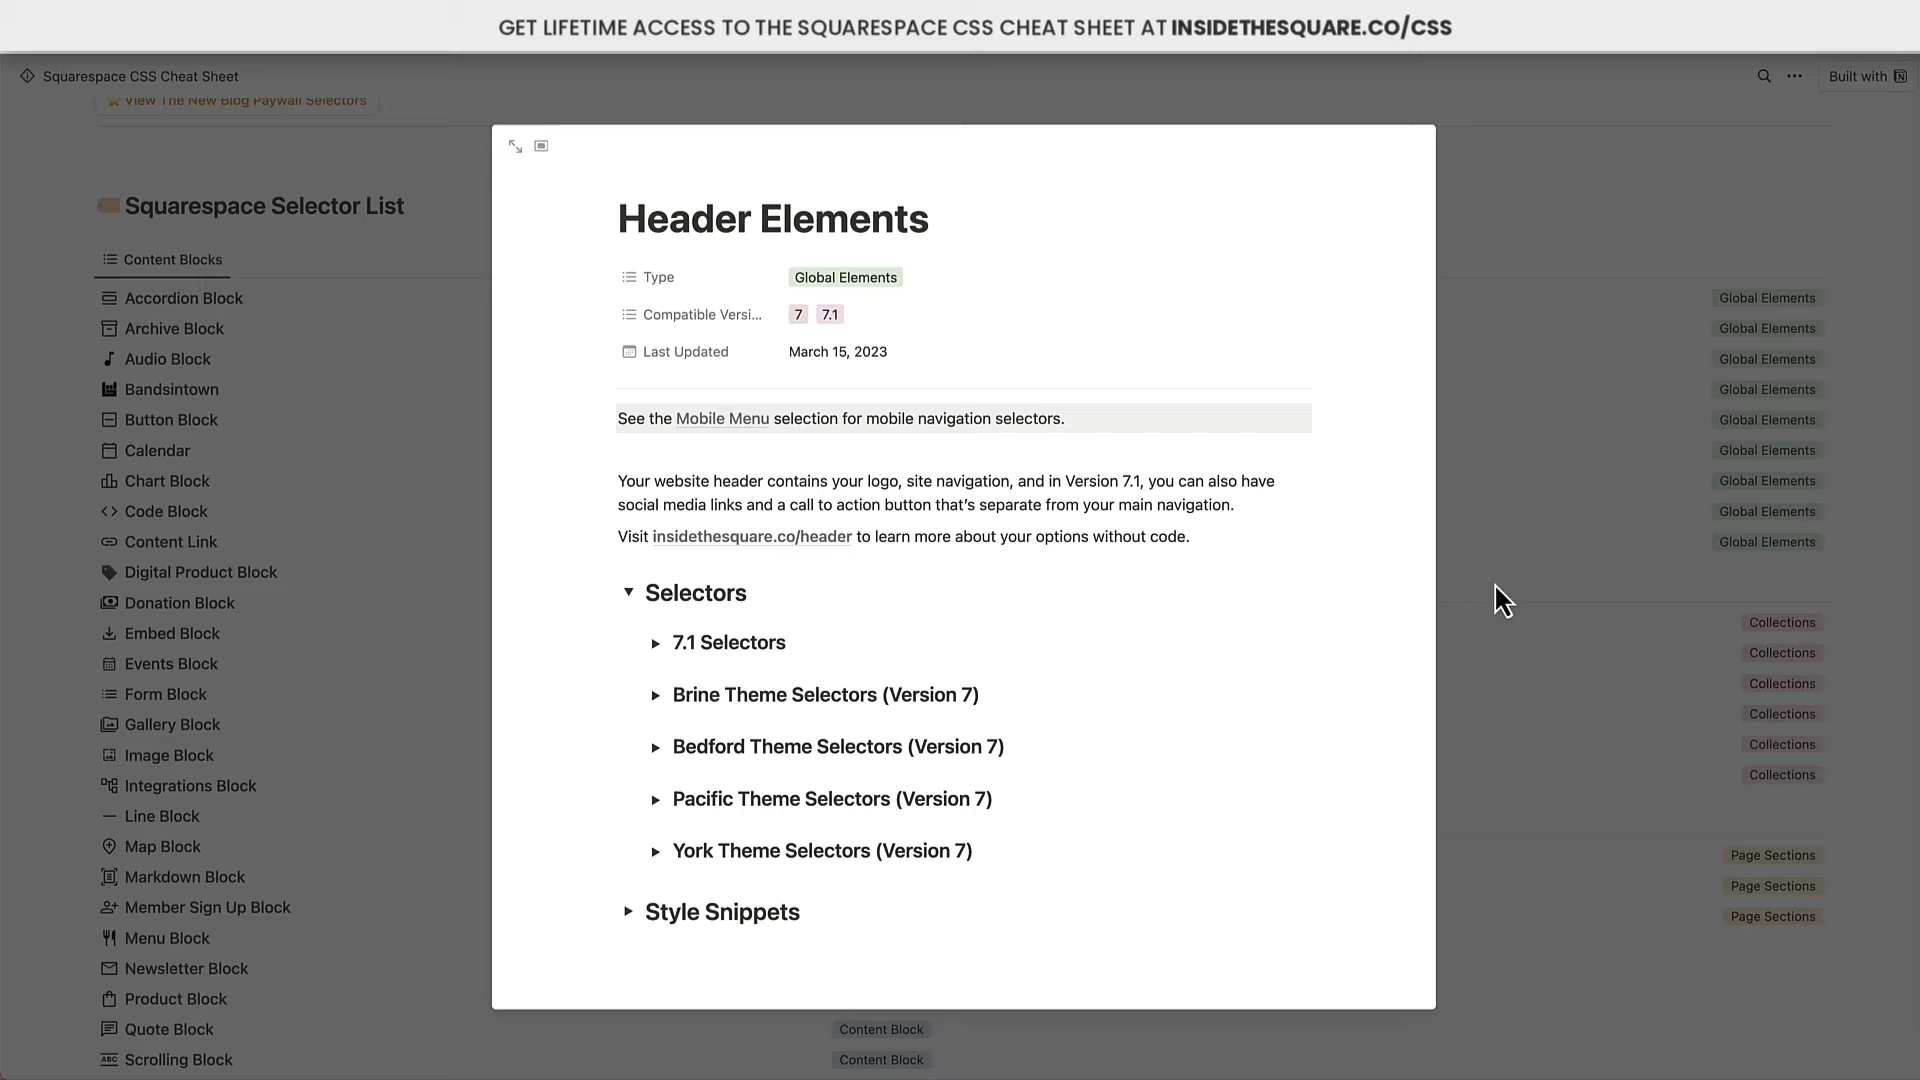 GET LIFETIME ACCESS TO THE SQUARESPACE CSS CHEAT SHEET AT INSIDETHESQUARE.CO/CSS
Squarespace CSS Cheat Sheet
Built with
View The New Blog Paywall Selectors
Squarespace Selector List
Content Blocks
Accordion Block
Archive Block
Audio Block
Bandsintown
Button Block
Calendar
Chart Block
Code Block
Content Link
Digital Product Block
Donation Block
Embed Block
Events Block
Form Block
Gallery Block
Image Block
Integrations Block
Line Block
Map Block
Markdown Block
Member Sign Up Block
Menu Block
Newsletter Block
Product Block
Quote Block
ABC Scrolling Block
Header Elements
Type Global Elements
Compatible Versi... 7 7.1
Last Updated March 15, 2023
See the Mobile Menu selection for mobile navigation selectors.
Your website header contains your logo, site navigation, and in Version 7.1, you can also have
social media links and a call to action button that’s separate from your main navigation.
Visit insidethesquare.co/header to learn more about your options without code.
Selectors
7.1 Selectors
Brine Theme Selectors (Version 7)
Bedford Theme Selectors (Version 7)
Pacific Theme Selectors (Version 7)
York Theme Selectors (Version 7)
Style Snippets
Content Block
Content Block
Global Elements
Global Elements
Global Elements
Global Elements
Global Elements
Global Elements
Global Elements
Global Elements
Global Elements
Collections
Collections
Collections
Collections
Collections
Collections
Page Sections
Page Sections
Page Sections